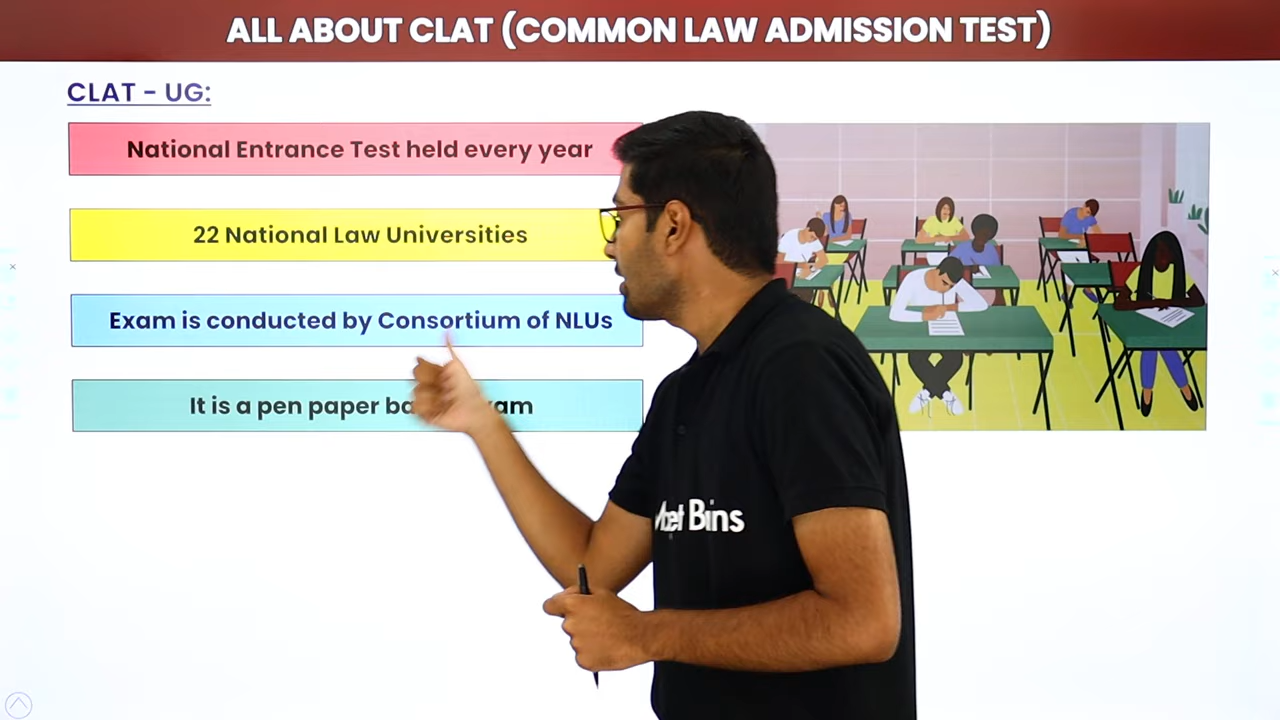 ALL ABOUT CLAT (COMMON LAW ADMISSION TEST)
CLAT - UG:
National Entrance Test held every year
22 National Law Universities
Exam is conducted by Consortium of NLUs
It is a pen paper